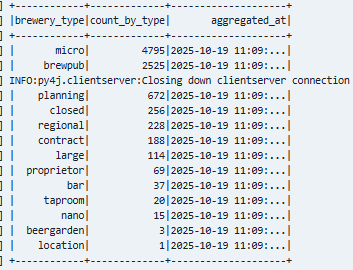 ] +------------+-------------+--------------------+
] |brewery_type|count_by_type|       aggregated_at|
] +------------+-------------+--------------------+
] |       micro|         4795|2025-10-19 11:09:...|
] |     brewpub|         2525|2025-10-19 11:09:...|
INFO:py4j.clientserver:Closing down clientserver connection
] |    planning|          672|2025-10-19 11:09:...|
] |      closed|          256|2025-10-19 11:09:...|
] |    regional|          228|2025-10-19 11:09:...|
] |    contract|          188|2025-10-19 11:09:...|
] |       large|          114|2025-10-19 11:09:...|
] |  proprietor|           69|2025-10-19 11:09:...|
] |         bar|           37|2025-10-19 11:09:...|
] |     taproom|           20|2025-10-19 11:09:...|
] |        nano|           15|2025-10-19 11:09:...|
] |  beergarden|            3|2025-10-19 11:09:...|
] |    location|            1|2025-10-19 11:09:...|
] +------------+-------------+--------------------+